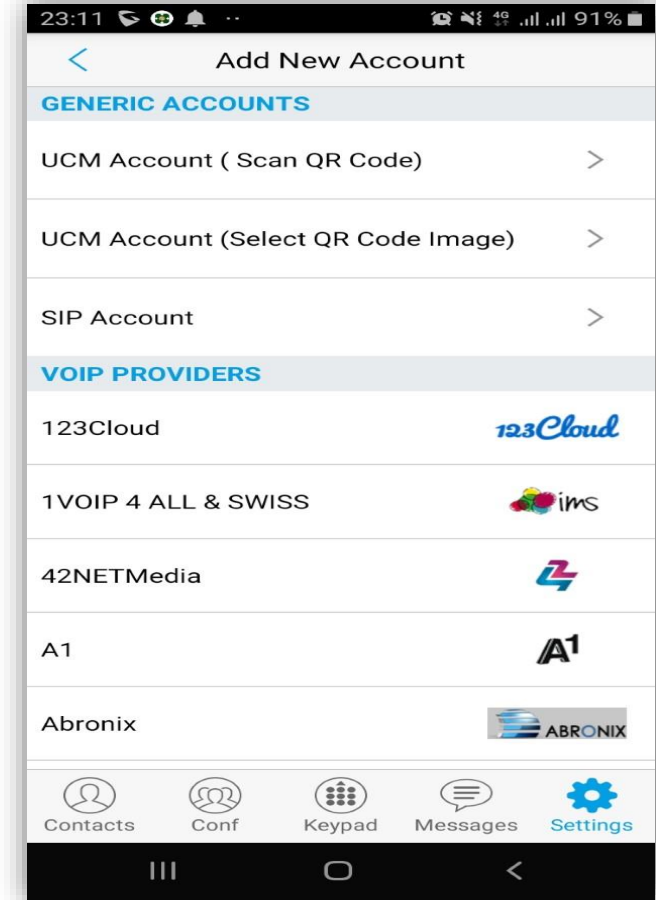 23:11 4G 91%
Add New Account
GENERIC ACCOUNTS
UCM Account ( Scan QR Code)
UCM Account (Select QR Code Image)
SIP Account
VOIP PROVIDERS
123Cloud 123Cloud
1VOIP 4 ALL & SWISS ims
42NETMedia
A1 A1
Abronix ABRONIX
Contacts Conf Keypad Messages Settings